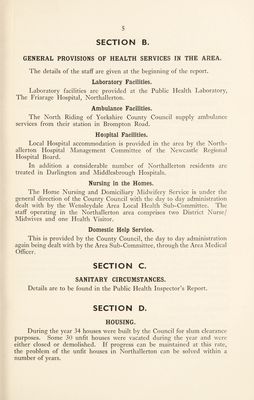 5
SECTION B.
GENERAL PROVISIONS OF HEALTH SERVICES IN THE AREA.
The details of the staff are given at the beginning of the report.
Laboratory Facilities.
Laboratory facilities are provided at the Public Health Laboratory,
The Friarage Hospital, Northallerton.
Ambulance Facilities.
The North Riding of Yorkshire County Council supply ambulance
services from their station in Brompton Road.
Hospital Facilities.
Local Hospital accommodation is provided in the area by the North-
allerton Hospital Management Committee of the Newcastle Regional
Hospital Board.
In addition a considerable number of Northallerton residents are
treated in Darlington and Middlesbrough Hospitals.
Nursing in the Homes.
The Home Nursing and Domiciliary Midwifery Service is under the
general direction of the County Council with the day to day administration
dealt with by the Wensleydale Area Local Health Sub-Committee. The
staff operating in the Northallerton area comprises two District Nurse/
Midwives and one Health Visitor.
Domestic Help Service.
This is provided by the County Council, the day to day administration
again being dealt with by the Area Sub-Committee, through the Area Medical
Officer.
SECTION C.
SANITARY CIRCUMSTANCES.
Details are to be found in the Public Health Inspector's Report.
SECTION D.
HOUSING.
During the year 34 houses were built by the Council for slum clearance
purposes. Some 30 unfit houses were vacated during the year and were
either closed or demolished. If progress can be maintained at this rate,
the problem of the unfit houses in Northallerton can be solved within a
number of years.